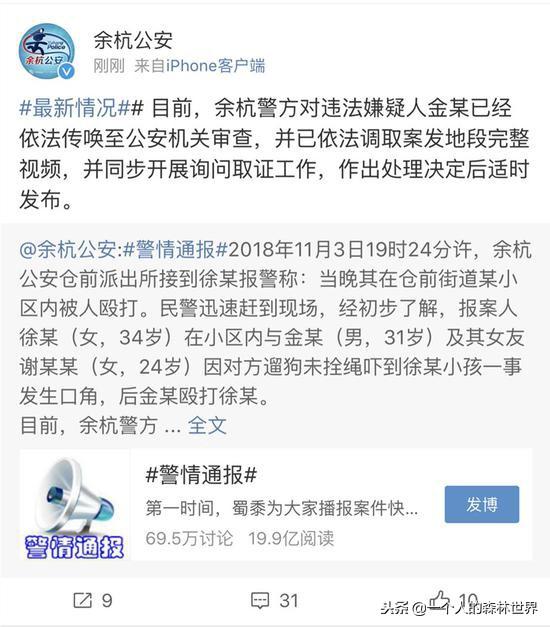 余杭公安
余杭公安
刚刚 来自iPhone客户端
#最新情况## 目前，余杭警方对违法嫌疑人金某已经
依法传唤至公安机关审查，并已依法调取案发地段完整
视频，并同步开展询问取证工作，作出处理决定后适时
发布。
@余杭公安:#警情通报#2018年11月3日19时24分许，余杭
公安仓前派出所接到徐某报警称：当晚其在仓前街道某小
区内被人殴打。民警迅速赶到现场，经初步了解，报案人
徐某（女，34岁）在小区内与金某（男，31岁）及其女友
谢某某（女，24岁）因对方遛狗未拴绳吓到徐某小孩一事
发生口角，后金某殴打徐某。
目前，余杭警方 ... 全文
#警情通报#
第一时间，蜀黍为大家播报案件快...
69.5万讨论 19.9亿阅读
发博
警情通报
9
31
10
头条@一个人的森林世界